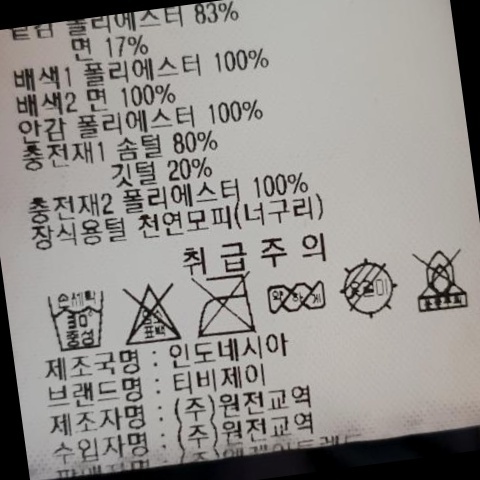 겉감 폴리에스터 83%
면 17%
배색1 폴리에스터 100%
배색2 면 100%
안감 폴리에스터 100%
충전재1 솜털 80%
깃털 20%
충전재2 폴리에스터 100%
장식용털 천연모피(너구리)
취급주의
손세탁
중성
염소
표백
약하게
제조국명 : 인도네시아
브랜드명 : 티비제이
제조자명 : (주)원전교역
수입자명 : (주)원전교역